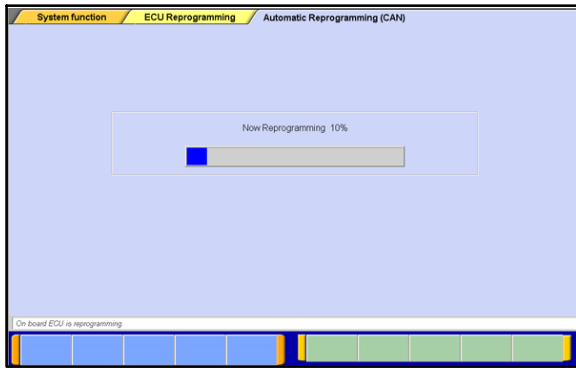 System function ECU Reprogramming Automatic Reprogramming (CAN)
Now Reprogramming 10%
On board ECU is reprogramming